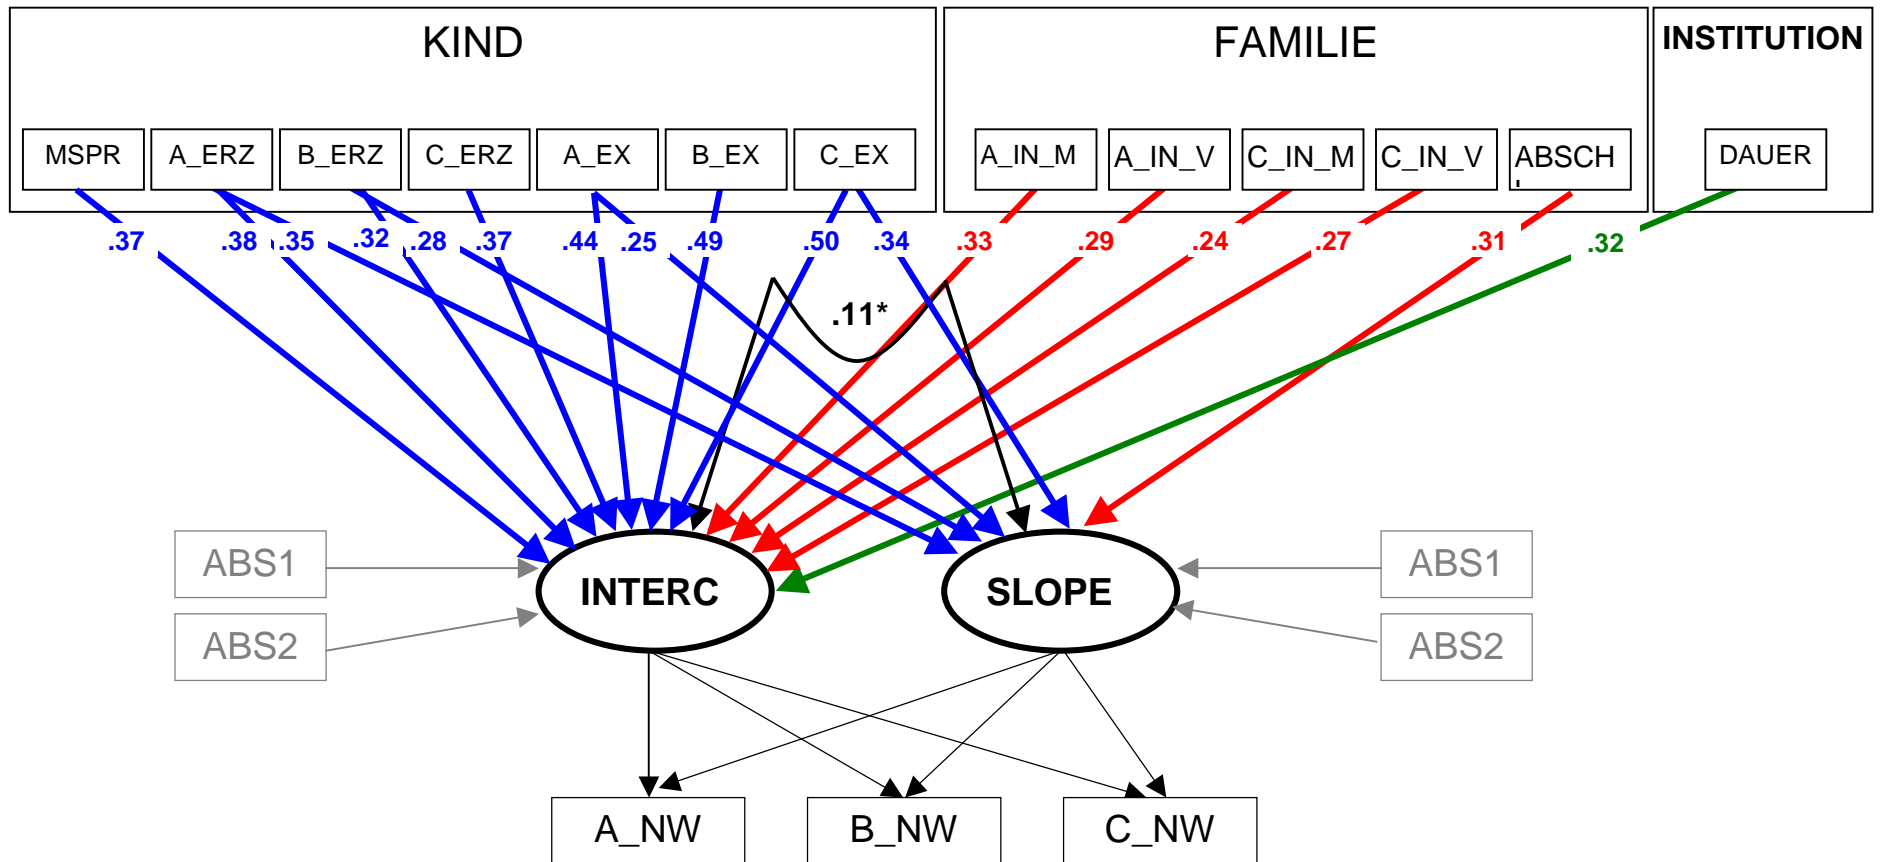 KIND
FAMILIE
INSTITUTION
MSPR
A_ERZ
B_ERZ
C_ERZ
A_EX
B_EX
C_EX
A_IN_M
A_IN_V
C_IN_M
C_IN_V
ABSCH
DAUER
.37
.38
.35
.32
.28
.37
.44
.25
.49
.50
.34
.33
.29
.24
.27
.31
.32
.11*
ABS1
ABS2
INTERC
SLOPE
ABS1
ABS2
A_NW
B_NW
C_NW